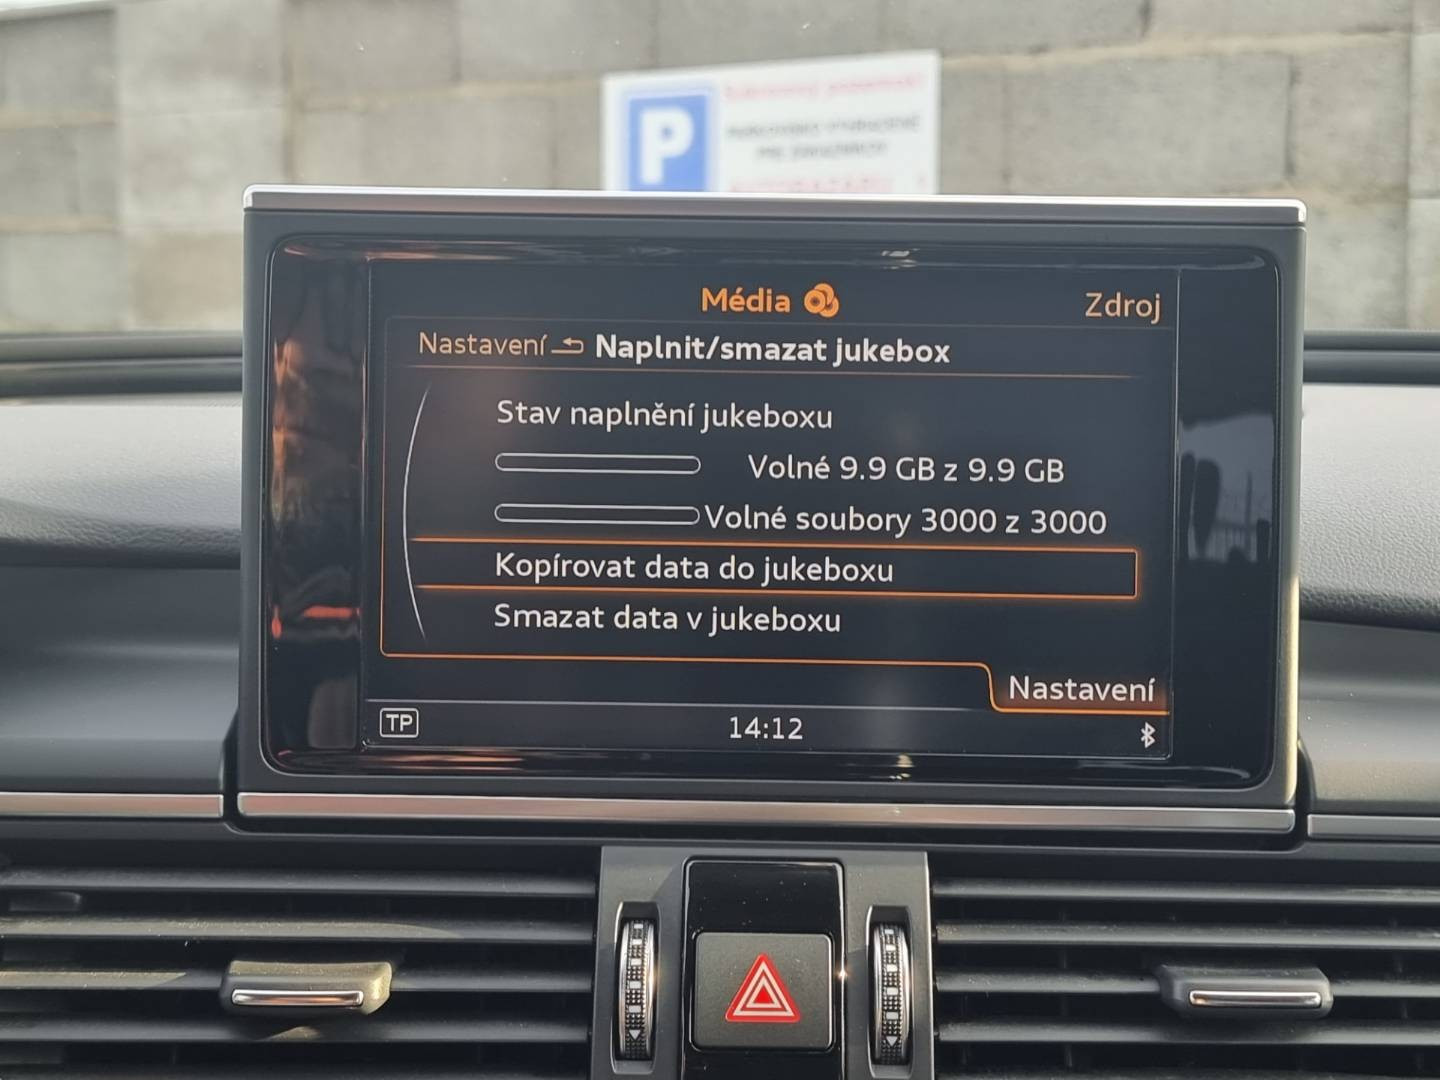 P
Média
Zdroj
Nastavení Naplnit/smazat jukebox
Stav naplnění jukeboxu
Volné 9.9 GB z 9.9 GB
Volné soubory 3000 z 3000
Kopírovat data do jukeboxu
Smazat data v jukeboxu
Nastavení
TP
14:12